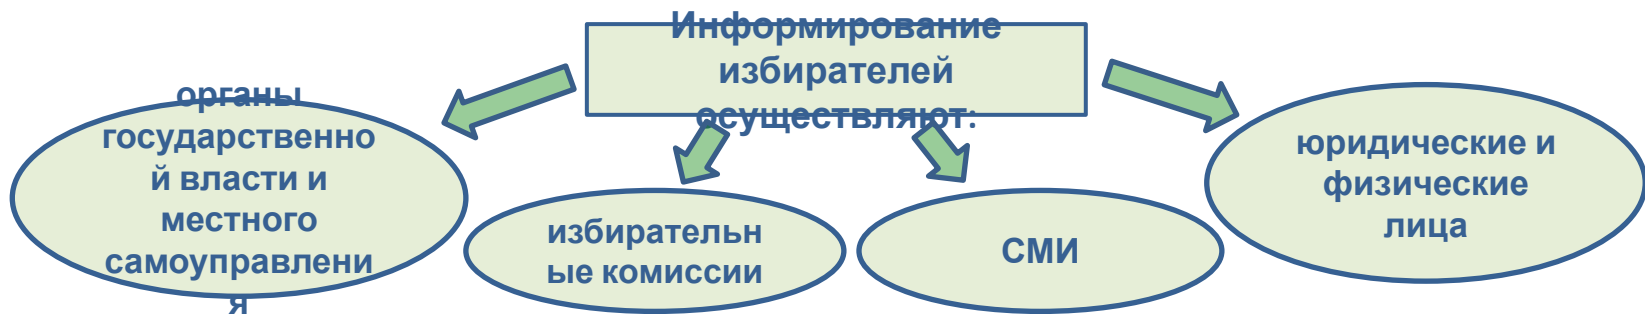 Информирование
избирателей
осуществляют:
органы
государственно
й власти и
местного
самоуправлени
я
избирательн
ые комиссии
СМИ
юридические и
физические
лица